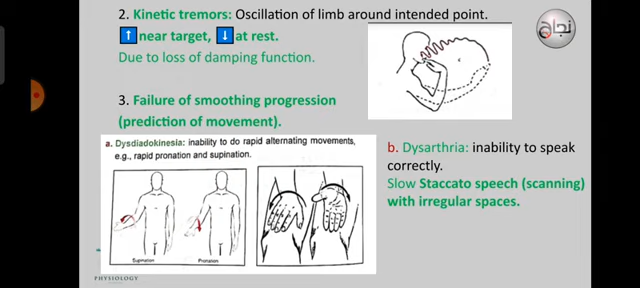 2. Kinetic tremors: Oscillation of limb around intended point.
↑ near target, ↓ at rest.
Due to loss of damping function.
3. Failure of smoothing progression
(prediction of movement).
a. Dysdiadokinesia: inability to do rapid alternating movements,
e.g., rapid pronation and supination.
Supination
Pronation
b. Dysarthria: inability to speak
correctly.
Slow Staccato speech (scanning)
with irregular spaces.
PHYSIOLOGY
نجاح